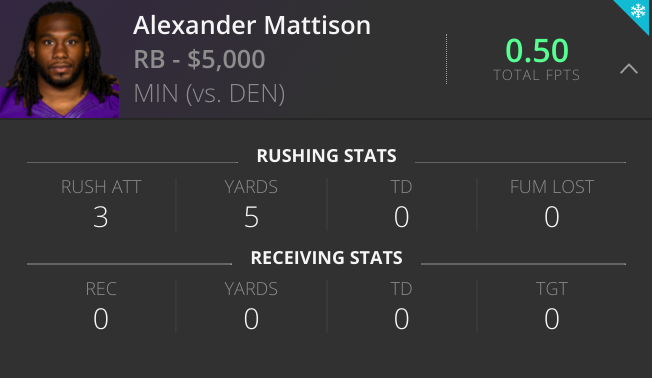 Alexander Mattison
RB - $5,000
MIN (vs. DEN)
0.50
TOTAL FPTS
RUSHING STATS
RUSH ATT YARDS TD FUM LOST
3 5 0 0
RECEIVING STATS
REC YARDS TD TGT
0 0 0 0